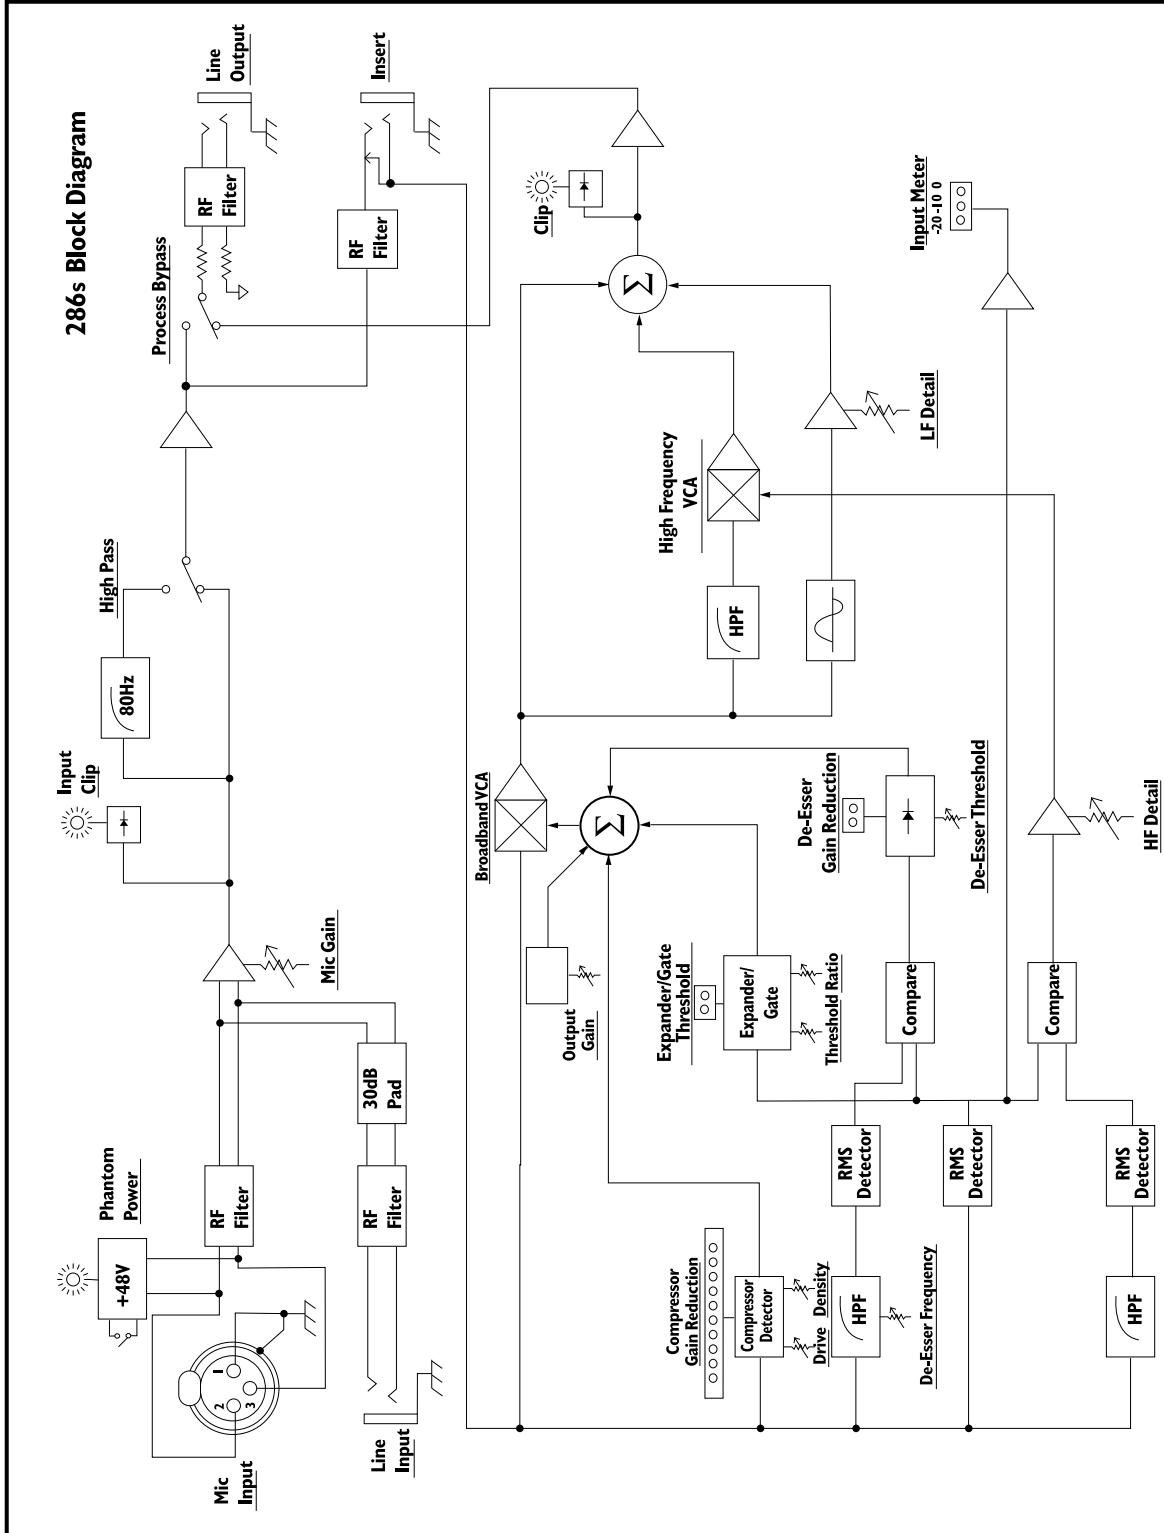 286s Block Diagram
Phantom
Power
+48V
Mic
Input
1
2
3
RF
Filter
Mic Gain
Input
Clip
80Hz
High Pass
Process Bypass
RF
Filter
Line
Output
Line
Input
RF
Filter
30dB
Pad
RF
Filter
Insert
Output
Gain
Broadband VCA
Σ
Σ
Clip
Compressor
Gain Reduction
Compressor
Detector
Drive
Density
Expander/Gate
Threshold
Expander/
Gate
Threshold
Ratio
High Frequency
VCA
HPF
LF Detail
HPF
De-Esser Frequency
RMS
Detector
Compare
De-Esser
Gain Reduction
De-Esser Threshold
RMS
Detector
Input Meter
-20 -10 0
HPF
RMS
Detector
Compare
HF Detail